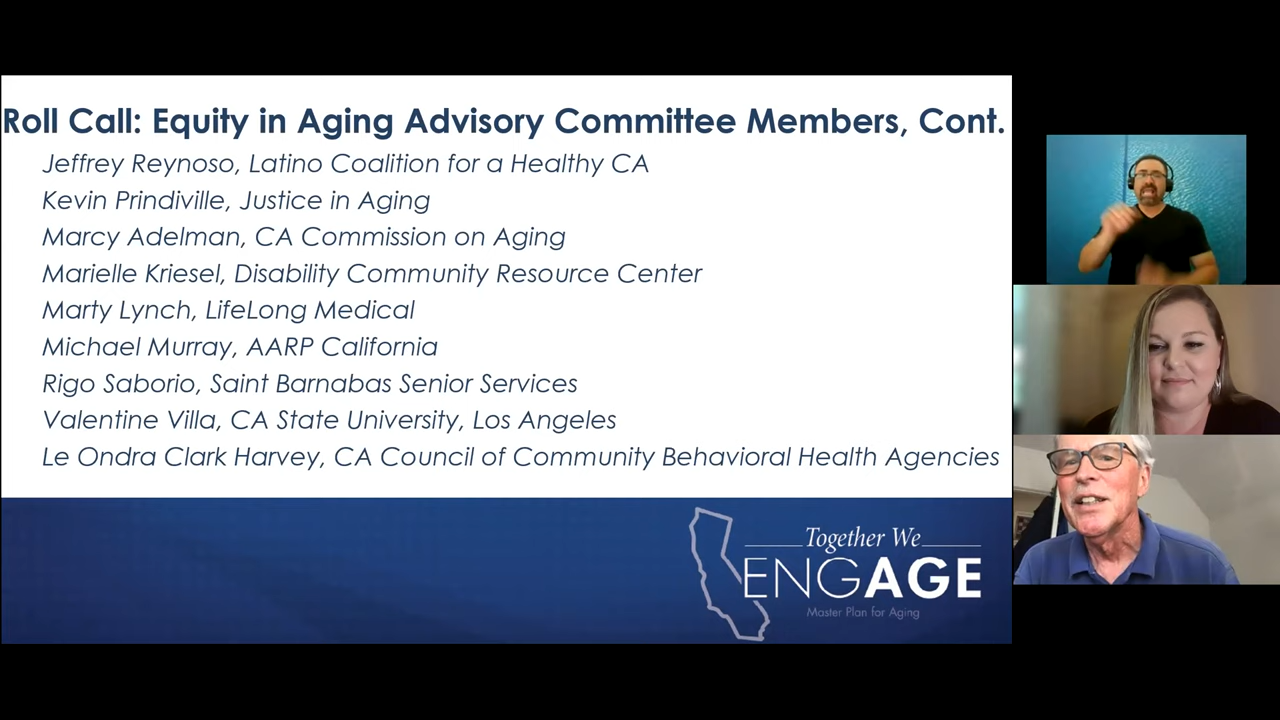 Roll Call: Equity in Aging Advisory Committee Members, Cont.
Jeffrey Reynoso, Latino Coalition for a Healthy CA
Kevin Prindiville, Justice in Aging
Marcy Adelman, CA Commission on Aging
Marielle Kriesel, Disability Community Resource Center
Marty Lynch, LifeLong Medical
Michael Murray, AARP California
Rigo Saborio, Saint Barnabas Senior Services
Valentine Villa, CA State University, Los Angeles
Le Ondra Clark Harvey, CA Council of Community Behavioral Health Agencies
Together We
ENGAGE
Master Plan for Aging